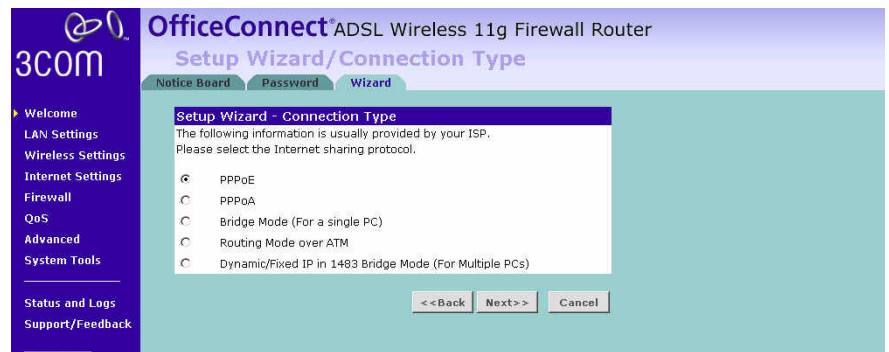 OfficeConnect® ADSL Wireless 11g Firewall Router
3COM
Setup Wizard/Connection Type
Notice Board Password Wizard
Welcome
LAN Settings
Wireless Settings
Internet Settings
Firewall
QoS
Advanced
System Tools
Status and Logs
Support/Feedback
Setup Wizard - Connection Type
The following information is usually provided by your ISP.
Please select the Internet sharing protocol.
PPPoE
PPPoA
Bridge Mode (For a single PC)
Routing Mode over ATM
Dynamic/Fixed IP in 1483 Bridge Mode (For Multiple PCs)
<<Back Next>> Cancel